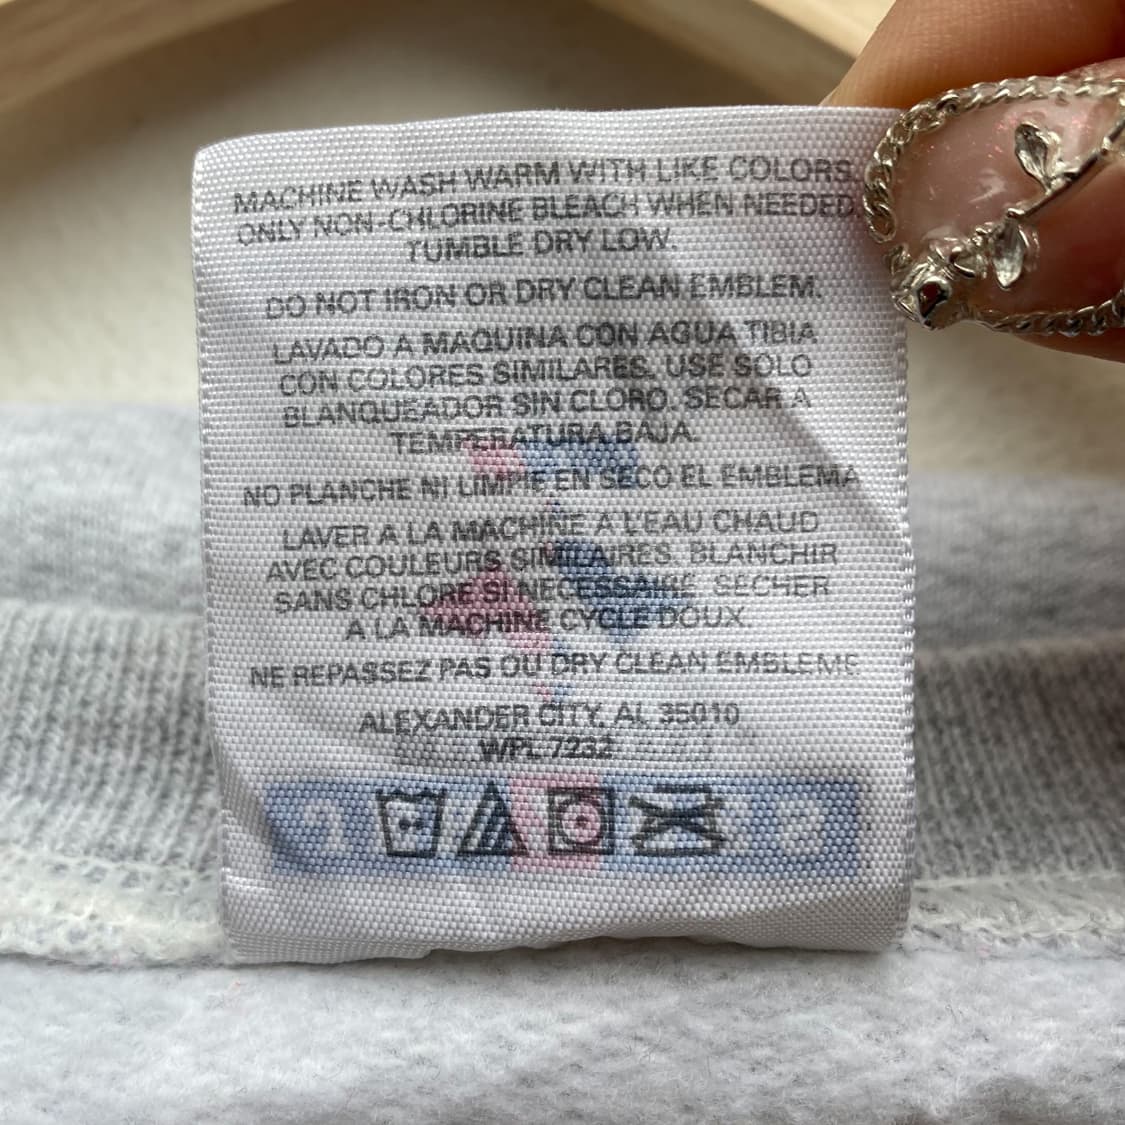 MACHINE WASH WARM WITH LIKE COLORS.
ONLY NON-CHLORINE BLEACH WHEN NEEDED.
TUMBLE DRY LOW.
DO NOT IRON OR DRY CLEAN EMBLEM.
LAVADO A MAQUINA CON AGUA TIBIA
CON COLORES SIMILARES. USE SOLO
BLANQUEADOR SIN CLORO. SECAR A
TEMPERATURA BAJA.
NO PLANCHE NI LIMPIE EN SECO EL EMBLEMA
LAVER A LA MACHINE A L'EAU CHAUD
AVEC COULEURS SIMILAIRES. BLANCHIR
SANS CHLORE SI NECESSAIRE. SECHER
A LA MACHINE CYCLE DOUX
NE REPASSEZ PAS OU DRY CLEAN EMBLEME
ALEXANDER CITY, AL 35010
WPL 7232